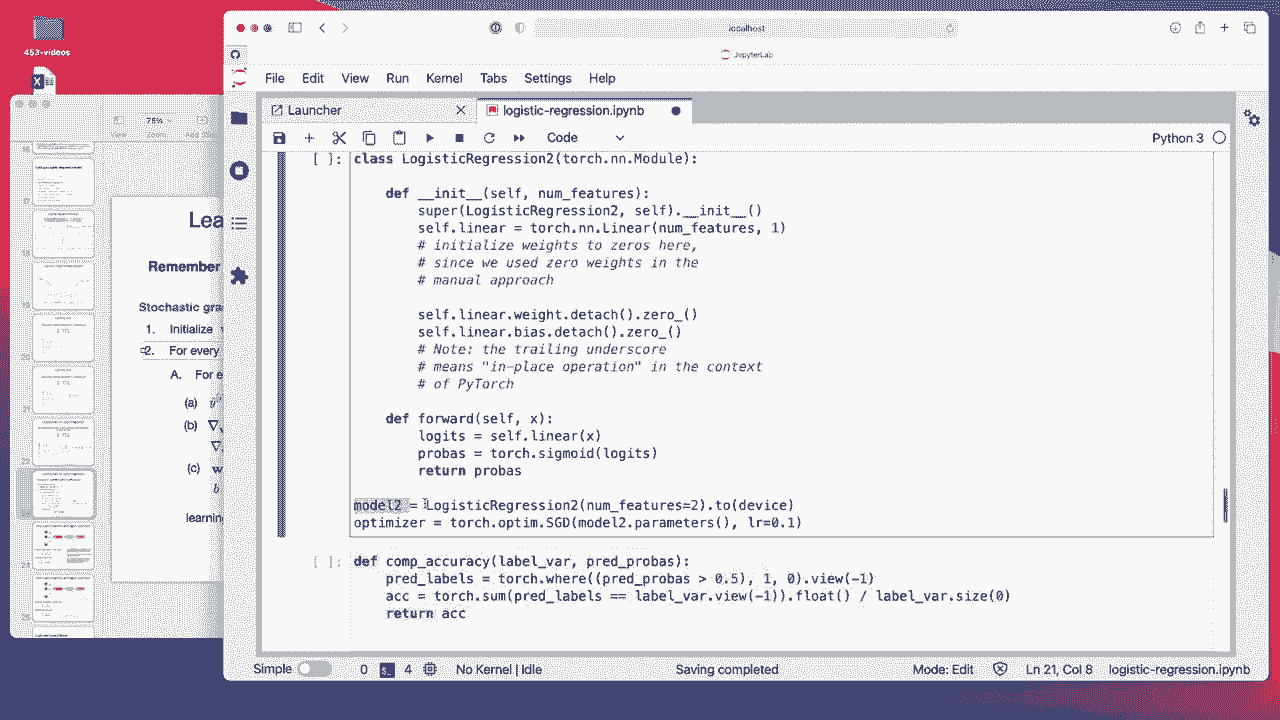 453-videos
localhost
JupyterLab
File Edit View Run Kernel Tabs Settings Help
Launcher
logistic-regression.ipynb
Code
Python 3
75%
View Zoom Add
[ ]: class LogisticRegression2(torch.nn.Module):
def __init__(self, num_features):
super(LogisticRegression2, self).__init__()
self.linear = torch.nn.Linear(num_features, 1)
# initialize weights to zeros here,
# since we used zero weights in the
# manual approach
self.linear.weight.detach().zero_()
self.linear.bias.detach().zero_()
# Note: the trailing underscore
# means "in-place operation" in the context
# of PyTorch
def forward(self, x):
logits = self.linear(x)
probas = torch.sigmoid(logits)
return probas
model2 = LogisticRegression2(num_features=2).to(device)
optimizer = torch.optim.SGD(model2.parameters(), lr=0.1)
[ ]: def comp_accuracy(label_var, pred_probas):
pred_labels = torch.where((pred_probas > 0.5), 1, 0).view(-1)
acc = torch.sum(pred_labels == label_var.view(-1)).float() / label_var.size(0)
return acc
Lea
Remember
Stochastic gra
1. Initialize
2. For every
A. For e
(a)
(b)
(c) w
learnin
Simple 0 4 No Kernel | Idle Saving completed Mode: Edit Ln 21, Col 8 logistic-regression.ipynb